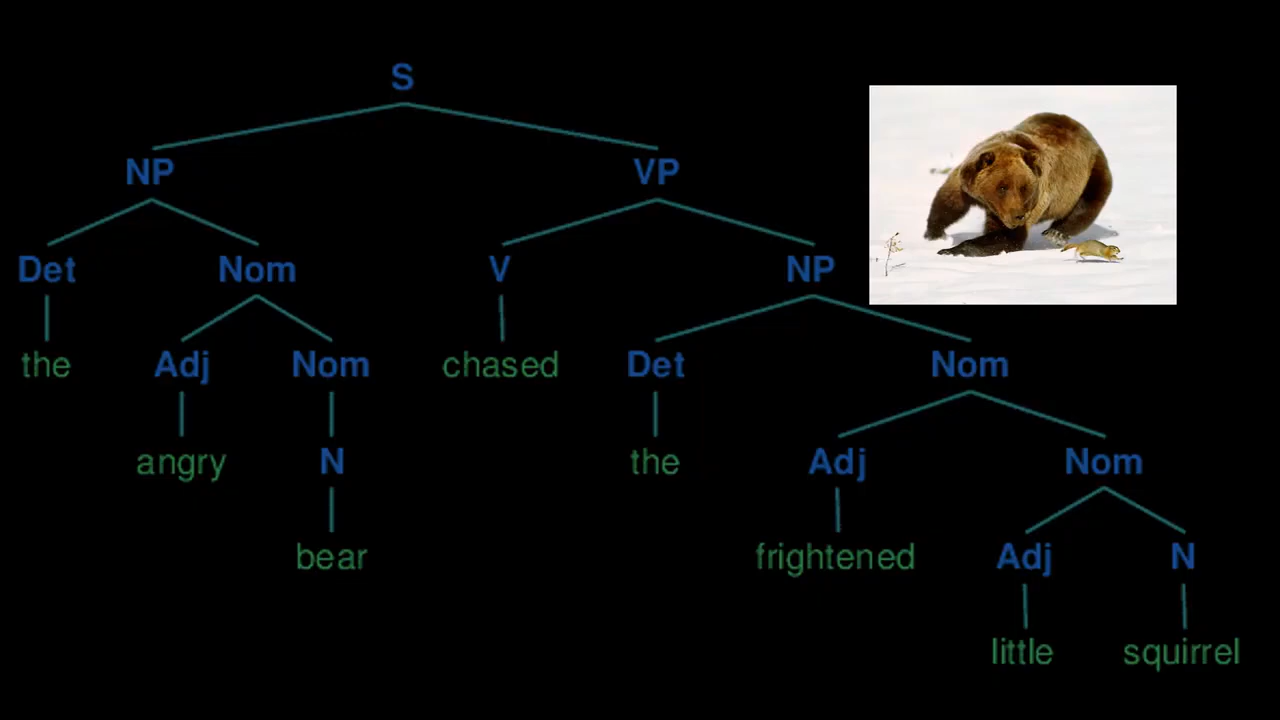 S
NP VP
Det Nom V NP
the Adj Nom chased Det Nom
angry N the Adj Nom
bear frightened Adj N
little squirrel